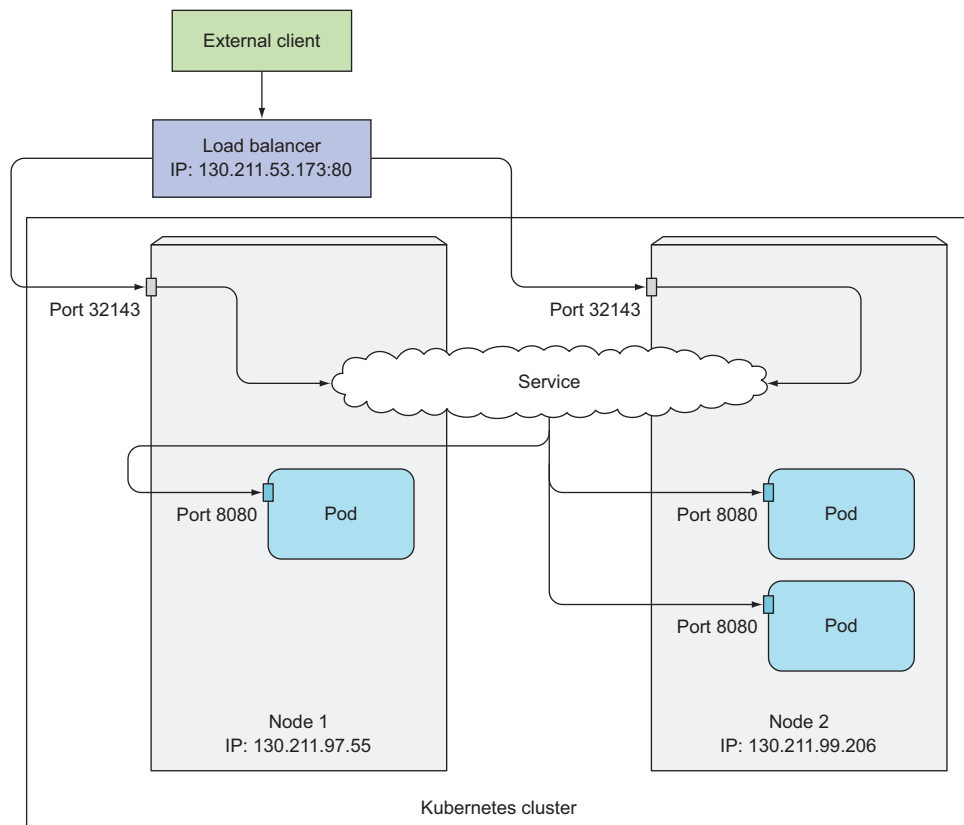 External client
Load balancer
IP: 130.211.53.173:80
Port 32143
Port 32143
Service
Port 8080
Pod
Port 8080
Pod
Port 8080
Pod
Node 1
IP: 130.211.97.55
Node 2
IP: 130.211.99.206
Kubernetes cluster